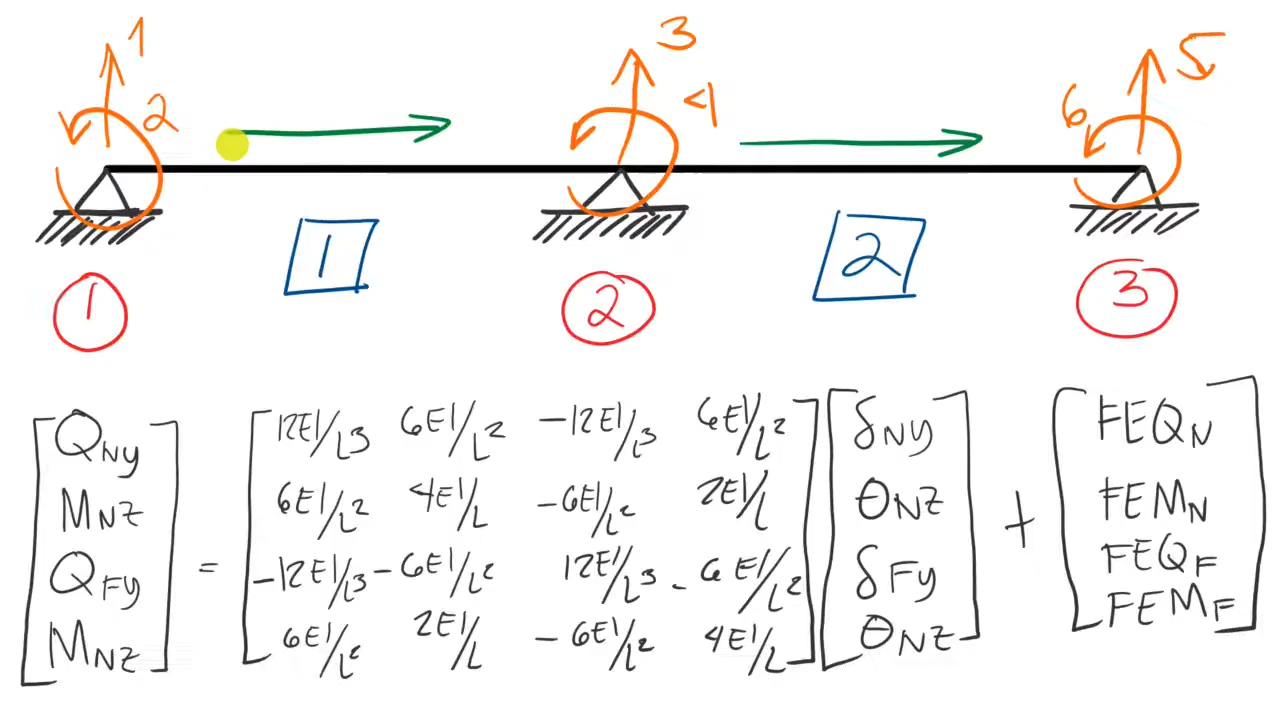 1 3 5
2 4 6
1 2
1 2 3
Q_Ny 12EI/L3 6EI/L2 -12EI/L3 6EI/L2 δ_Ny FEQ_N
M_NZ 6EI/L2 4EI/L -6EI/L2 2EI/L θ_NZ FEM_N
= +
Q_Fy -12EI/L3 -6EI/L2 12EI/L3 -6EI/L2 δ_Fy FEQ_F
M_NZ 6EI/L2 2EI/L -6EI/L2 4EI/L θ_NZ FEM_F